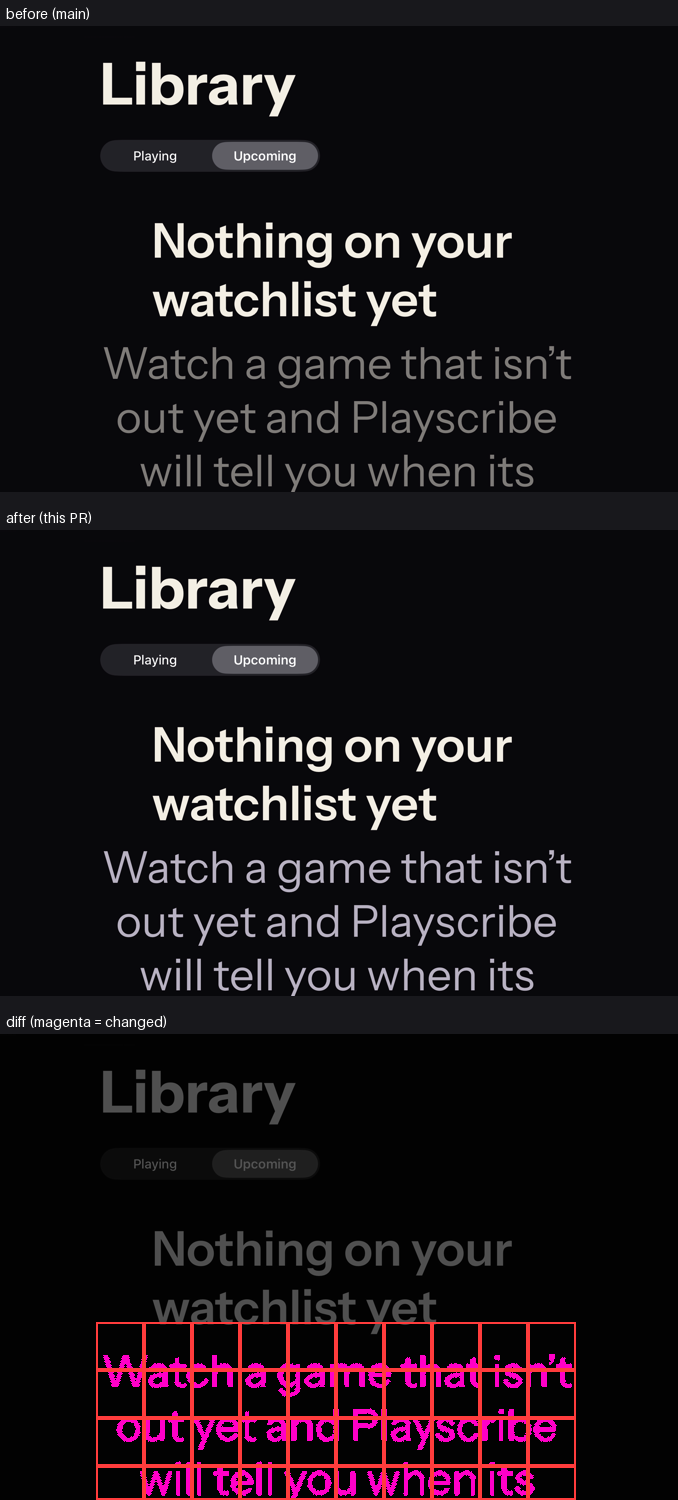 before (main)
Library
Playing
Upcoming
Nothing on your
watchlist yet
Watch a game that isn’t
out yet and Playscribe
will tell you when its
after (this PR)
Library
Playing
Upcoming
Nothing on your
watchlist yet
Watch a game that isn’t
out yet and Playscribe
will tell you when its
diff (magenta = changed)
Library
Playing
Upcoming
Nothing on your
watchlist yet
Watch a game that isn’t
out yet and Playscribe
will tell you when its